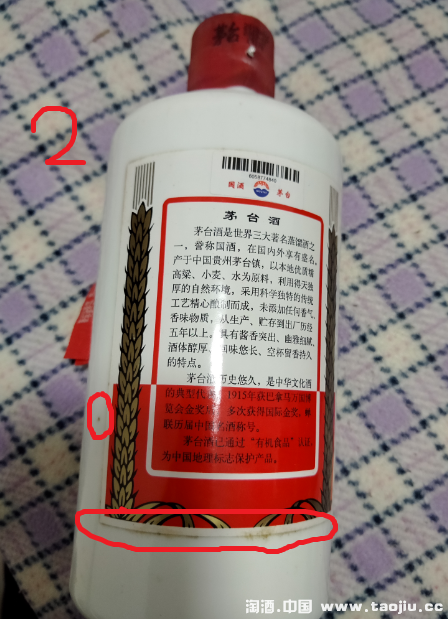 2
茅台
国酒 茅台
茅台酒
茅台酒是世界三大著名蒸馏酒之
一，誉称国酒，在国内外享有盛名，
产于中国贵州茅台镇，以本地优质糯
高粱、小麦、水为原料，利用得天独
厚的自然环境，采用科学独特的传统
工艺精心酿制而成，未添加任何香气、
香味物质，从生产、贮存到出厂历经
五年以上，具有酱香突出、幽雅细腻、
酒体醇厚、回味悠长、空杯留香持久
的特点。
茅台酒历史悠久，是中华文化酒
的典型代表，1915年获巴拿马万国博
览会金奖，多次获得国际金奖，蝉
联历届中国名酒称号。
茅台酒已通过“有机食品”认证，
为中国地理标志保护产品。
淘酒.中国 www.taojiu.cc